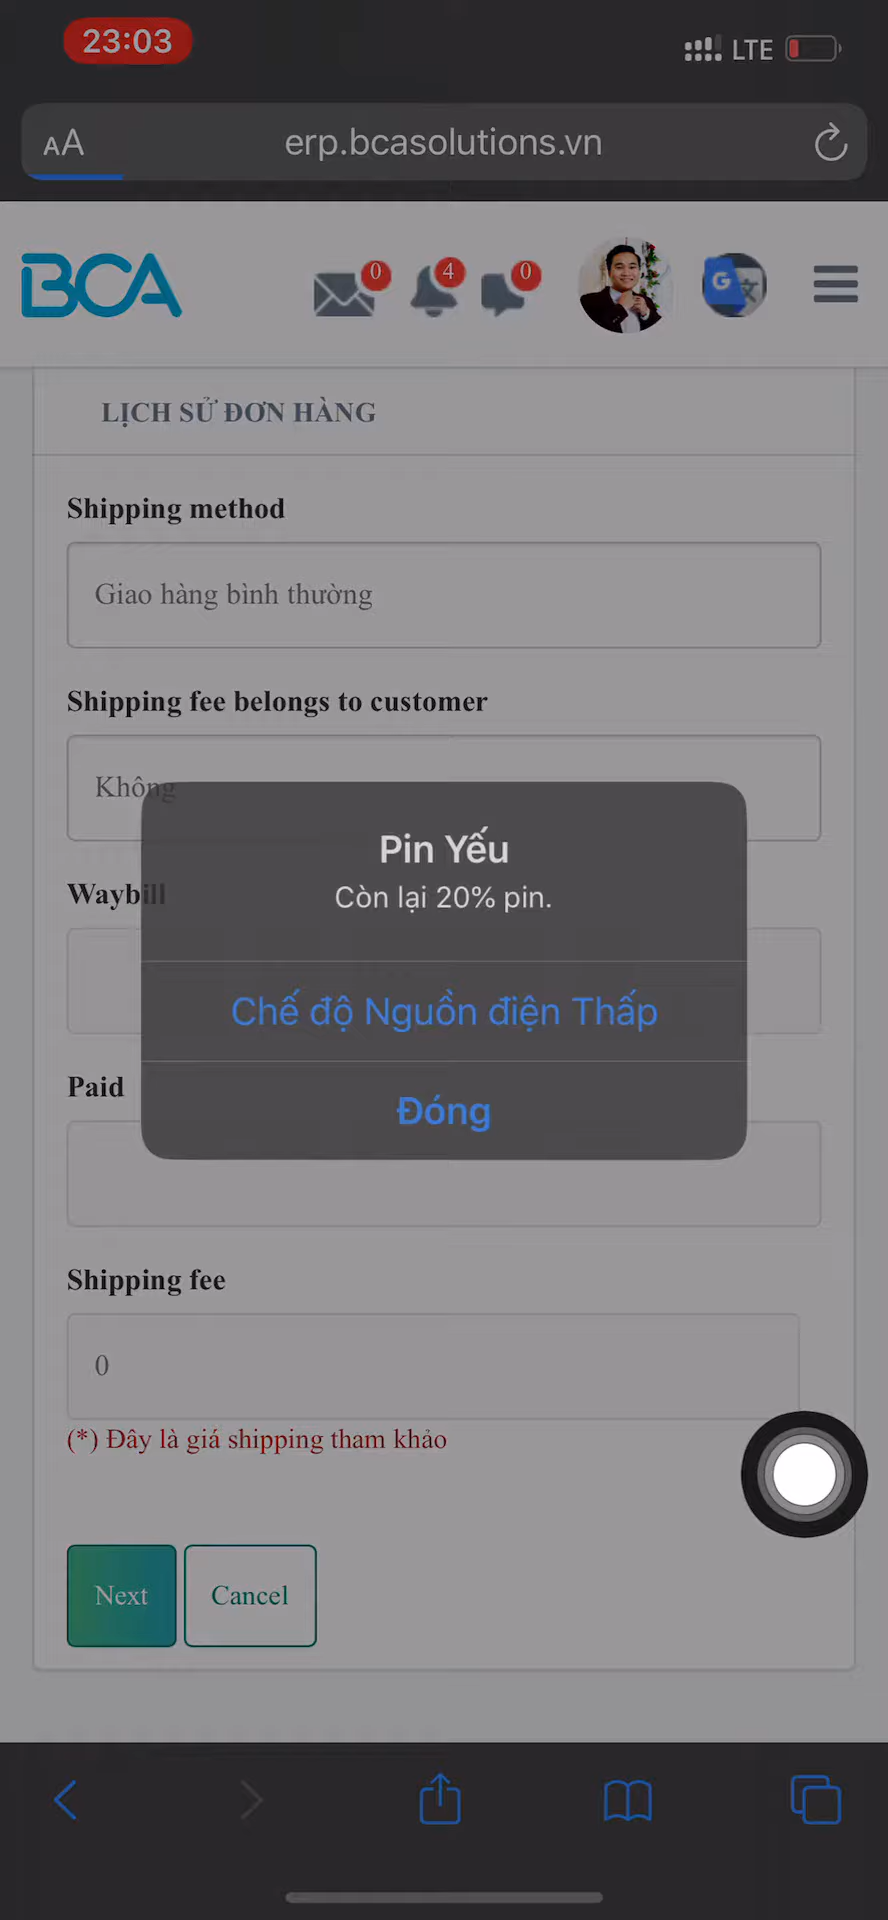 23:03
LTE
AA
erp.bcasolutions.vn
BCA
0
4
0
G
LỊCH SỬ ĐƠN HÀNG
Shipping method
Giao hàng bình thường
Shipping fee belongs to customer
Không
Pin Yếu
Còn lại 20% pin.
Waybill
Chế độ Nguồn điện Thấp
Paid
Đóng
Shipping fee
0
(*) Đây là giá shipping tham khảo
Next
Cancel